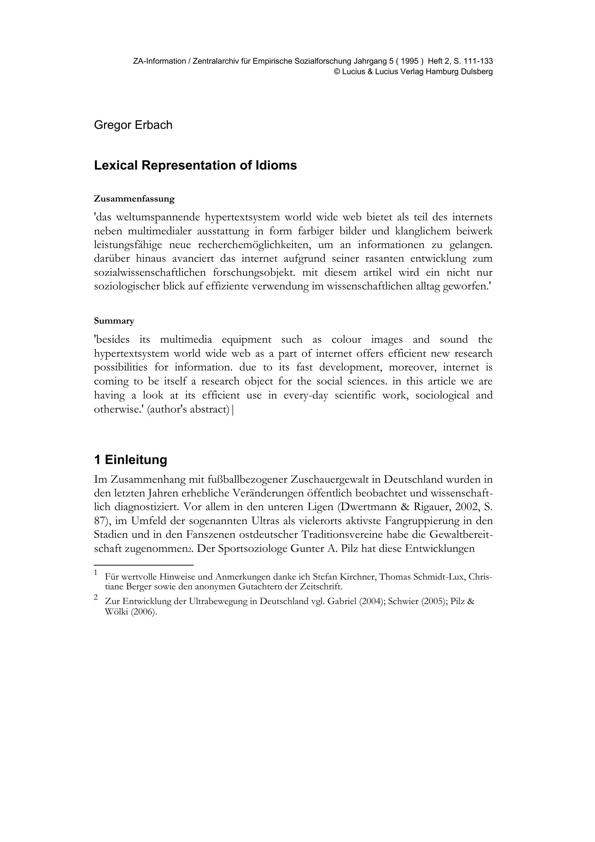 ZA-Information / Zentralarchiv für Empirische Sozialforschung Jahrgang 5 ( 1995 ) Heft 2, S. 111-133
© Lucius & Lucius Verlag Hamburg Dulsberg
Gregor Erbach
Lexical Representation of Idioms
Zusammenfassung
'das weltumspannende hypertextsystem world wide web bietet als teil des internets
neben multimedialer ausstattung in form farbiger bilder und klanglichem beiwerk
leistungsfähige neue recherchemöglichkeiten, um an informationen zu gelangen.
darüber hinaus avanciert das internet aufgrund seiner rasanten entwicklung zum
sozialwissenschaftlichen forschungsobjekt. mit diesem artikel wird ein nicht nur
soziologischer blick auf effiziente verwendung im wissenschaftlichen alltag geworfen.'
Summary
'besides its multimedia equipment such as colour images and sound the
hypertextsystem world wide web as a part of internet offers efficient new research
possibilities for information. due to its fast development, moreover, internet is
coming to be itself a research object for the social sciences. in this article we are
having a look at its efficient use in every-day scientific work, sociological and
otherwise.' (author's abstract)|
1 Einleitung
Im Zusammenhang mit fußballbezogener Zuschauergewalt in Deutschland wurden in
den letzten Jahren erhebliche Veränderungen öffentlich beobachtet und wissenschaft-
lich diagnostiziert. Vor allem in den unteren Ligen (Dwertmann & Rigauer, 2002, S.
87), im Umfeld der sogenannten Ultras als vielerorts aktivste Fangruppierung in den
Stadien und in den Fanszenen ostdeutscher Traditionsvereine habe die Gewaltbereit-
schaft zugenommen2. Der Sportsoziologe Gunter A. Pilz hat diese Entwicklungen
1 Für wertvolle Hinweise und Anmerkungen danke ich Stefan Kirchner, Thomas Schmidt-Lux, Chris-
tiane Berger sowie den anonymen Gutachtern der Zeitschrift.
2 Zur Entwicklung der Ultrabewegung in Deutschland vgl. Gabriel (2004); Schwier (2005); Pilz &
Wölki (2006).